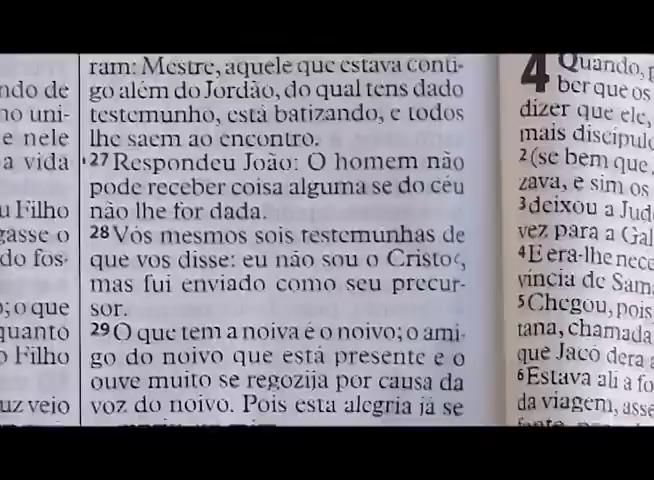 ndo de
no uni-
e nele
a vida
u Filho
gasse o
do fos-
o; o que
quanto
o Filho
uz veio
ram: Mestre, aquele que estava conti-
go além do Jordão, do qual tens dado
testemunho, está batizando, e todos
lhe saem ao encontro.
27 Respondeu João: O homem não
pode receber coisa alguma se do céu
não lhe for dada.
28 Vós mesmos sois testemunhas de
que vos disse: eu não sou o Cristo,
mas fui enviado como seu precur-
sor.
29 O que tem a noiva é o noivo; o ami-
go do noivo que está presente e o
ouve muito se regozija por causa da
voz do noivo. Pois esta alegria já se
4 Quando, p
ber que os
dizer que ele,
mais discípulo
2 (se bem que
zava, e sim os
3 deixou a Jud
vez para a Gal
4 E era-lhe nece
víncia de Sam
5 Chegou, pois
tana, chamada
que Jacó dera a
6 Estava ali a fo
da viagem, asse